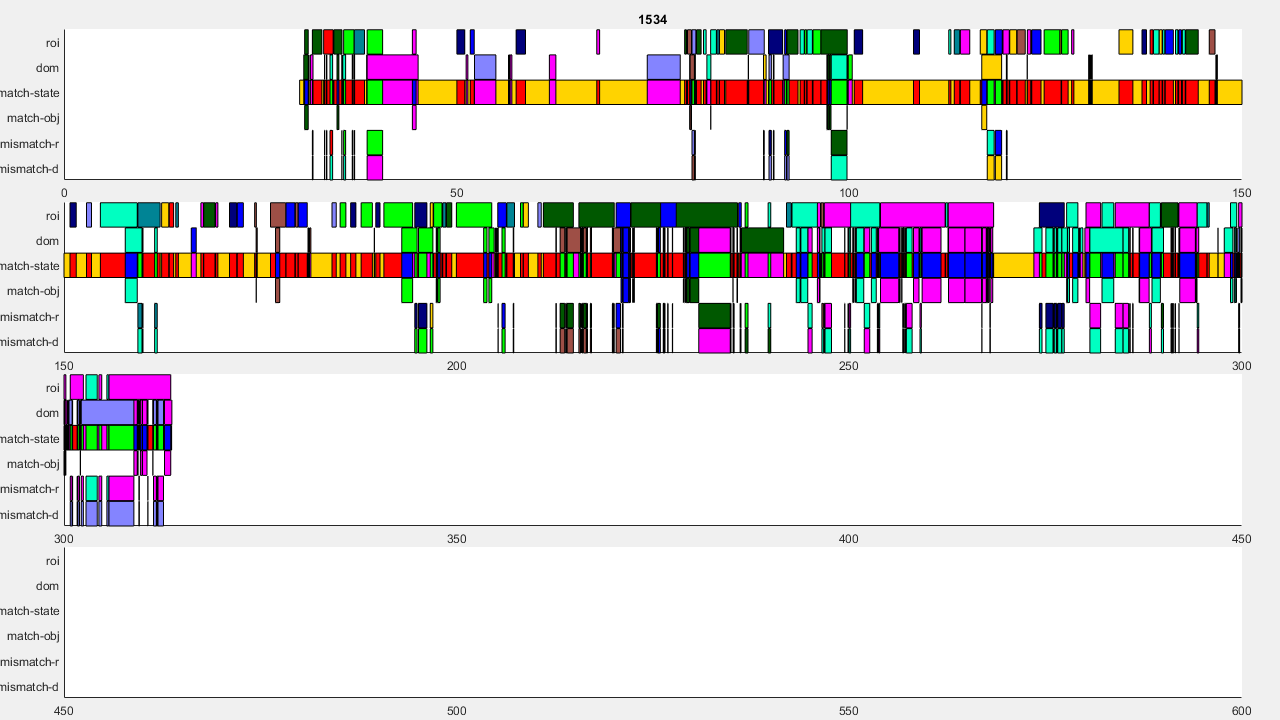 1534
roi
dom
match-state
match-obj
mismatch-r
mismatch-d
0 50 100 150
roi
dom
match-state
match-obj
mismatch-r
mismatch-d
150 200 250 300
roi
dom
match-state
match-obj
mismatch-r
mismatch-d
300 350 400 450
roi
dom
match-state
match-obj
mismatch-r
mismatch-d
450 500 550 600